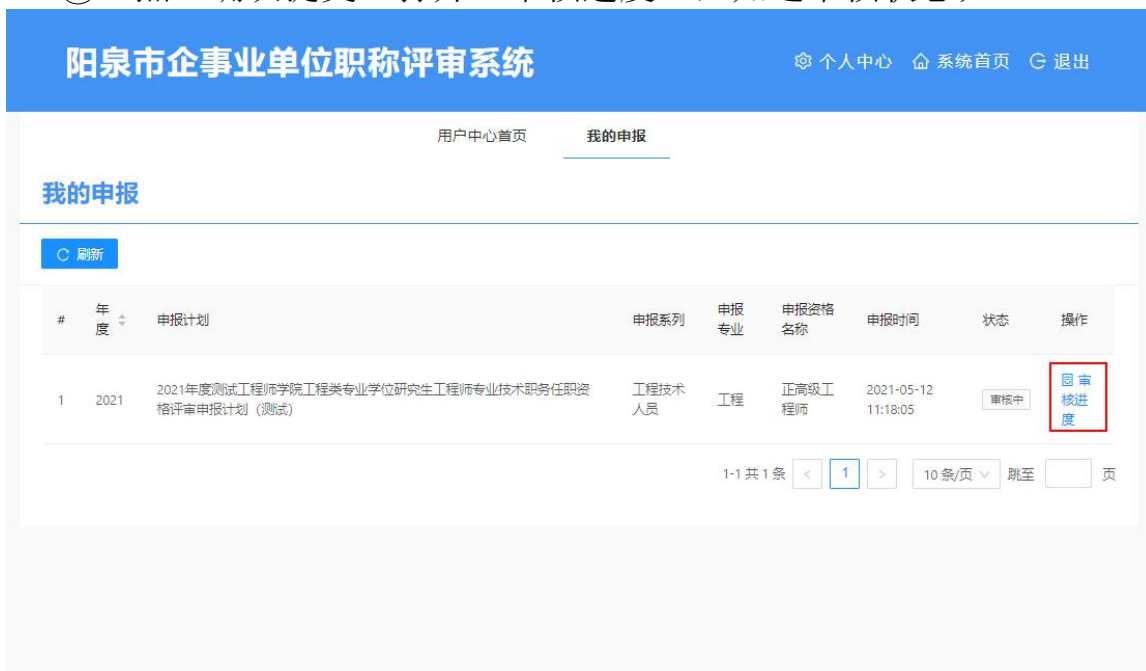 阳泉市企事业单位职称评审系统
个人中心 系统首页 退出
用户中心首页 我的申报
我的申报
刷新
# 年度 申报计划 申报系列 申报专业 申报资格名称 申报时间 状态 操作
1 2021 2021年度测试工程师学院工程类专业学位研究生工程师专业技术职务任职资格评审申报计划（测试） 工程技术人员 工程 正高级工程师 2021-05-12 11:18:05 审核中 审核进度
1-1 共 1 条 < 1 > 10 条/页 跳至 页